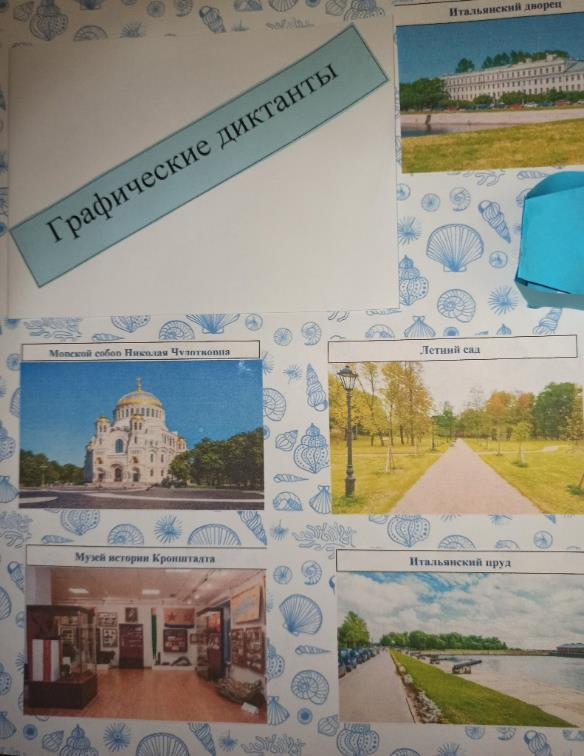 Итальянский дворец
Графические диктанты
Морской собор Николая Чудотворца
Летний сад
Музей истории Кронштадта
Итальянский пруд